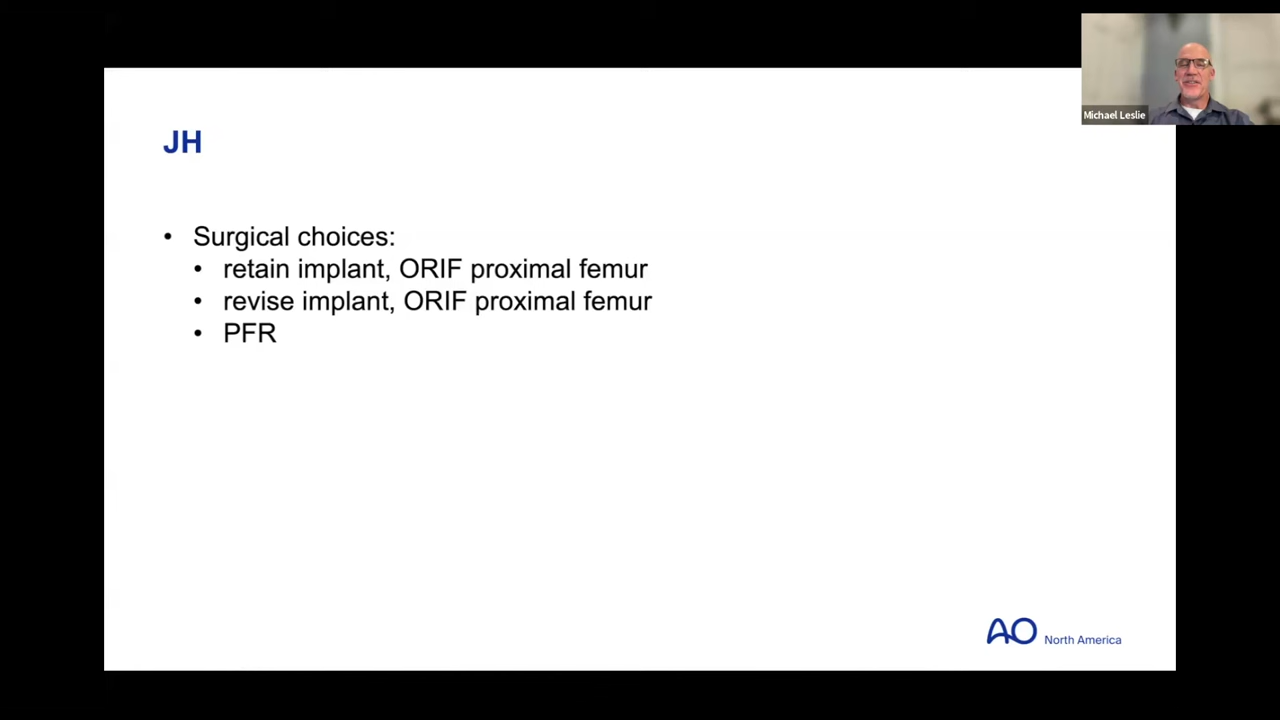 Michael Leslie
JH
• Surgical choices:
• retain implant, ORIF proximal femur
• revise implant, ORIF proximal femur
• PFR
AO North America